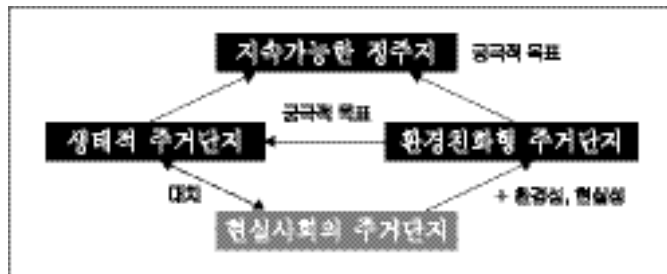 지속가능한 정주지 궁극적 목표
궁극적 목표
생태적 주거단지 환경친화형 주거단지
대치 + 환경성, 현실성
현실사회의 주거단지